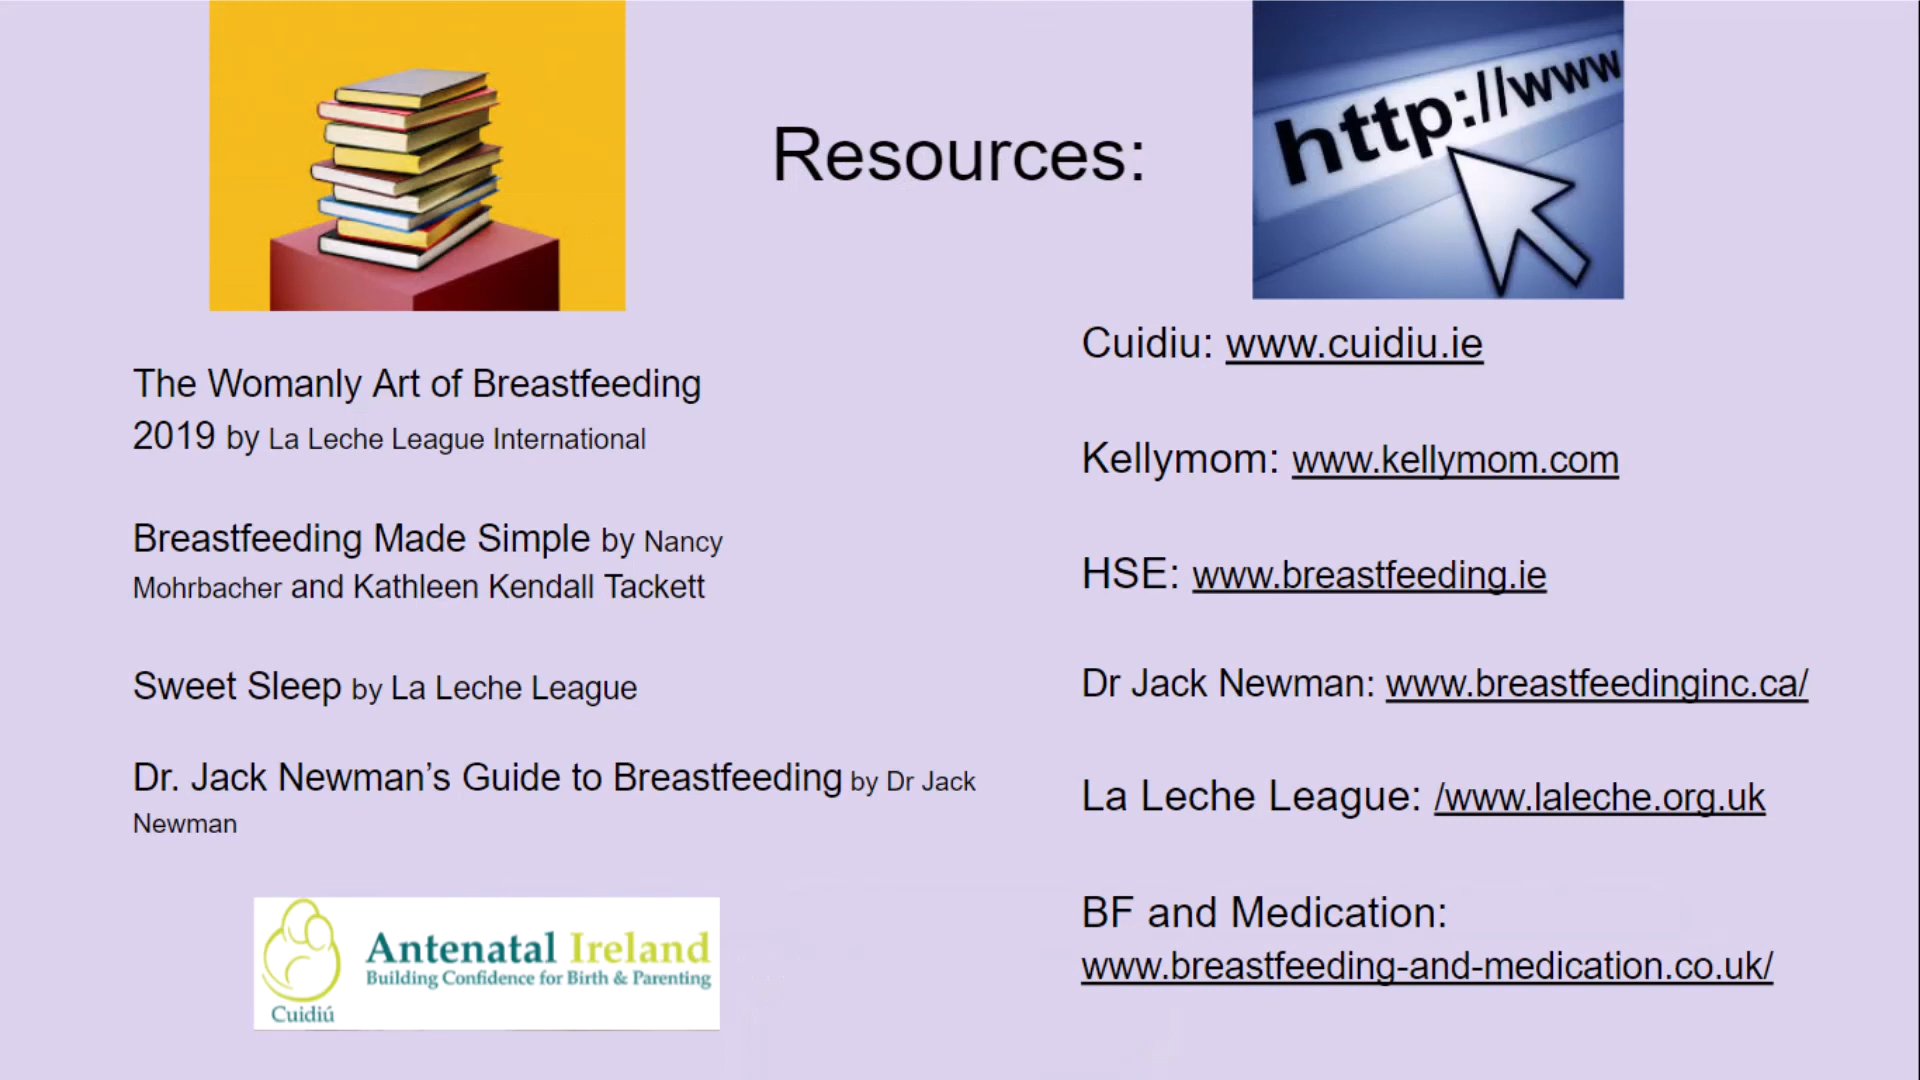 http://www
Resources:
The Womanly Art of Breastfeeding
2019 by La Leche League International
Breastfeeding Made Simple by Nancy
Mohrbacher and Kathleen Kendall Tackett
Sweet Sleep by La Leche League
Dr. Jack Newman’s Guide to Breastfeeding by Dr Jack
Newman
Antenatal Ireland
Building Confidence for Birth & Parenting
Cuidiú
Cuidiu: www.cuidiu.ie
Kellymom: www.kellymom.com
HSE: www.breastfeeding.ie
Dr Jack Newman: www.breastfeedinginc.ca/
La Leche League: /www.laleche.org.uk
BF and Medication:
www.breastfeeding-and-medication.co.uk/